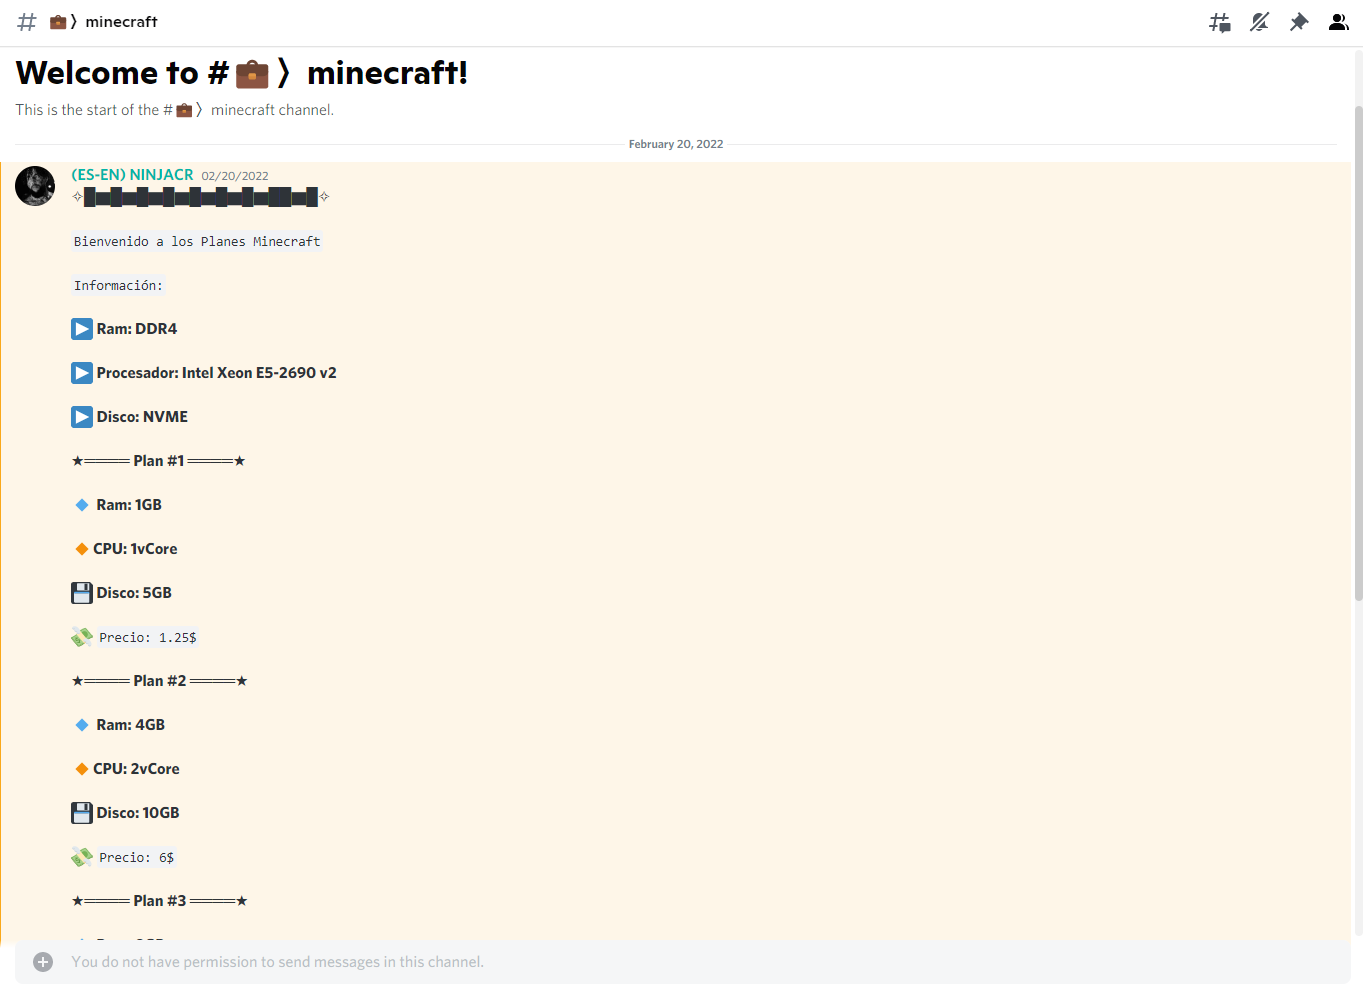 minecraft
Welcome to # 💼 〉 minecraft!
This is the start of the # 💼 〉 minecraft channel.
February 20, 2022
(ES-EN) NINJACR 02/20/2022
Bienvenido a los Planes Minecraft
Información:
Ram: DDR4
Procesador: Intel Xeon E5-2690 v2
Disco: NVME
★════ Plan #1 ════★
Ram: 1GB
CPU: 1vCore
Disco: 5GB
Precio: 1.25$
★════ Plan #2 ════★
Ram: 4GB
CPU: 2vCore
Disco: 10GB
Precio: 6$
★════ Plan #3 ════★
You do not have permission to send messages in this channel.